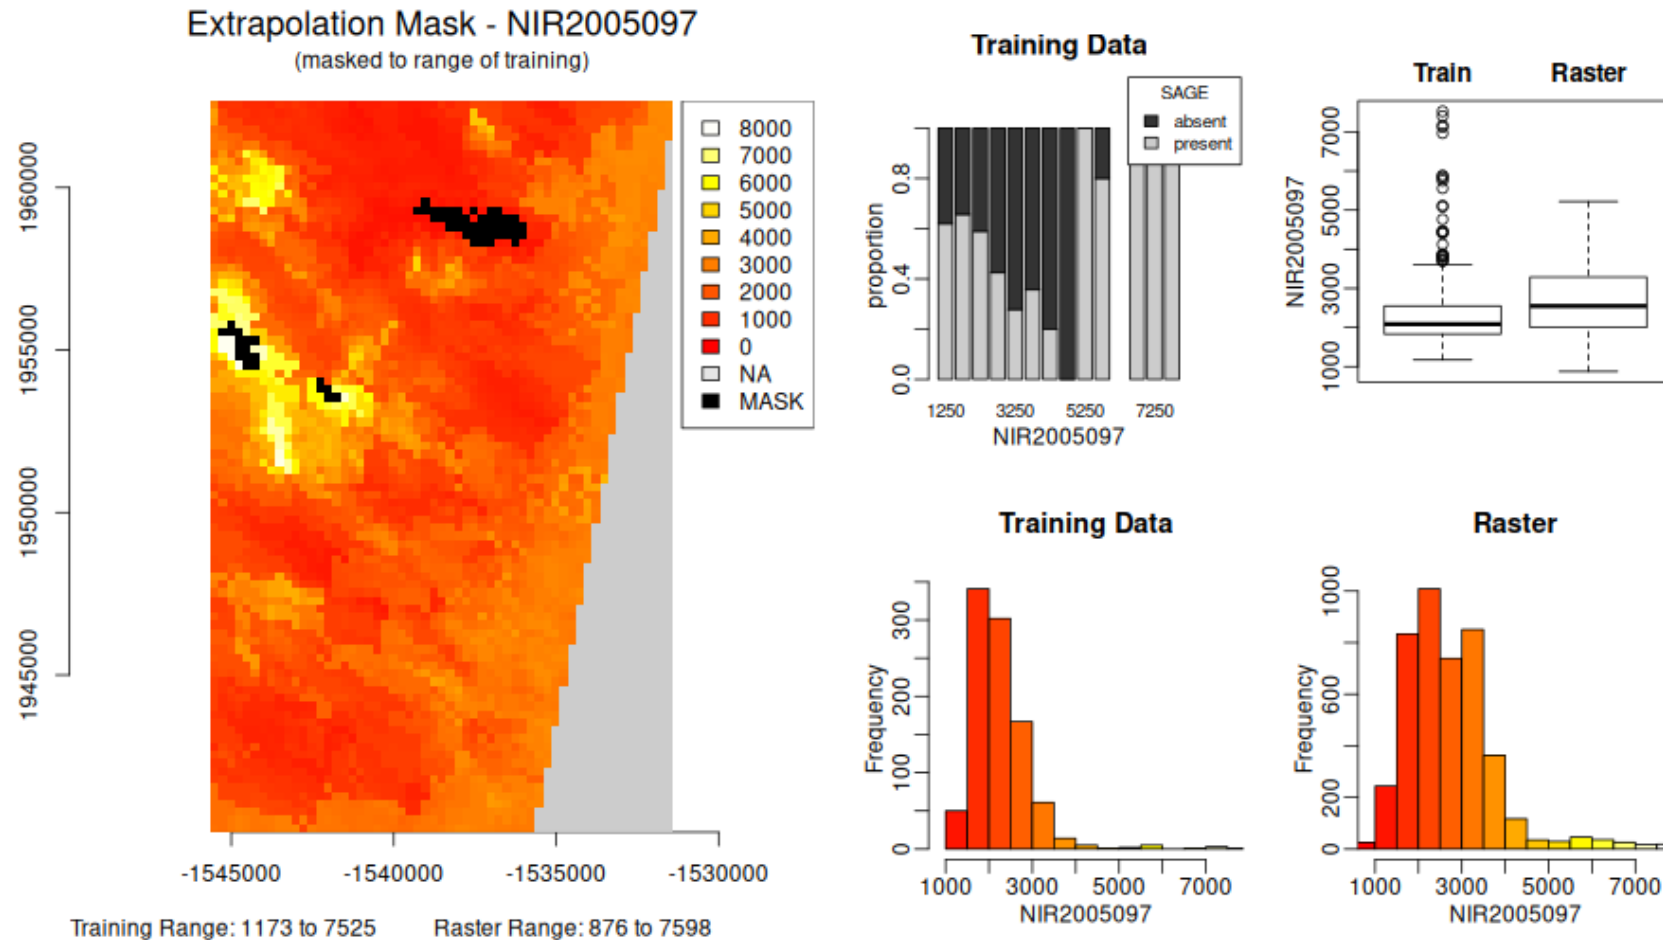 Extrapolation Mask - NIR2005097
(masked to range of training)
1960000
1955000
1950000
1945000
-1545000
-1540000
-1535000
-1530000
8000
7000
6000
5000
4000
3000
2000
1000
0
NA
MASK
Training Range: 1173 to 7525
Raster Range: 876 to 7598
Training Data
SAGE
absent
present
proportion
0.8
0.4
0.0
1250
3250
5250
7250
NIR2005097
Train
Raster
NIR2005097
7000
5000
3000
1000
Training Data
Frequency
300
200
100
0
1000
3000
5000
7000
NIR2005097
Raster
Frequency
1000
600
200
0
1000
3000
5000
7000
NIR2005097